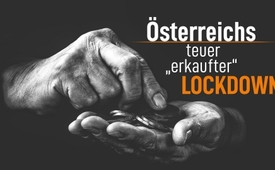 Österreichs
teuer
„erkaufter“
LOCKDOWN